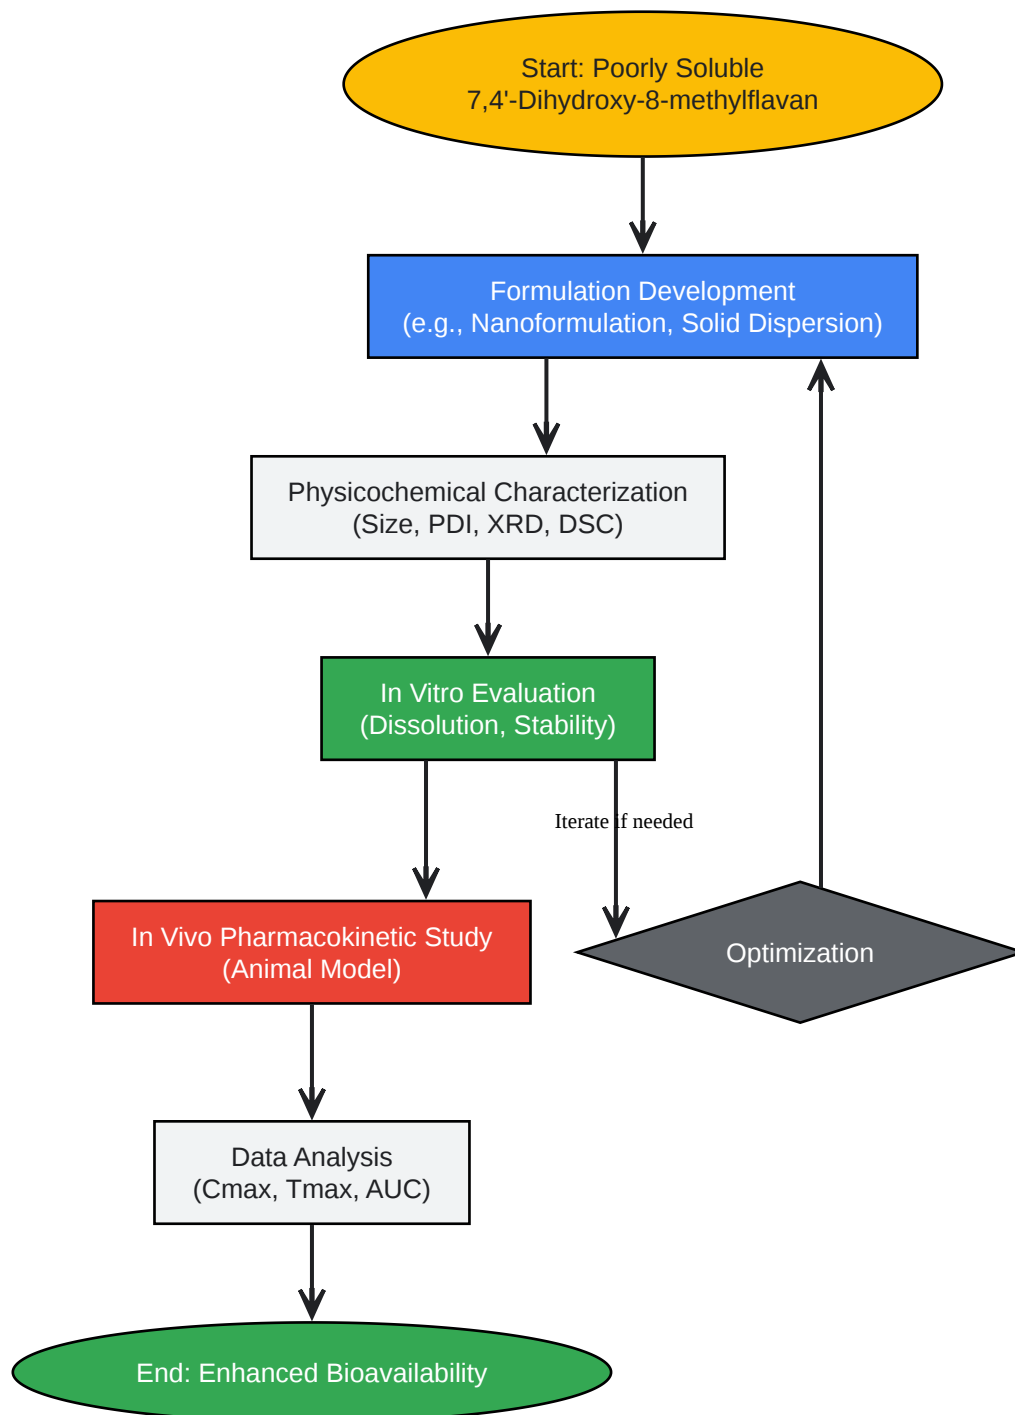 Start: Poorly Soluble
7,4'-Dihydroxy-8-methylflavan
Formulation Development
(e.g., Nanoformulation, Solid Dispersion)
Physicochemical Characterization
(Size, PDI, XRD, DSC)
In Vitro Evaluation
(Dissolution, Stability)
Iterate if needed
In Vivo Pharmacokinetic Study
(Animal Model)
Optimization
Data Analysis
(Cmax, Tmax, AUC)
End: Enhanced Bioavailability